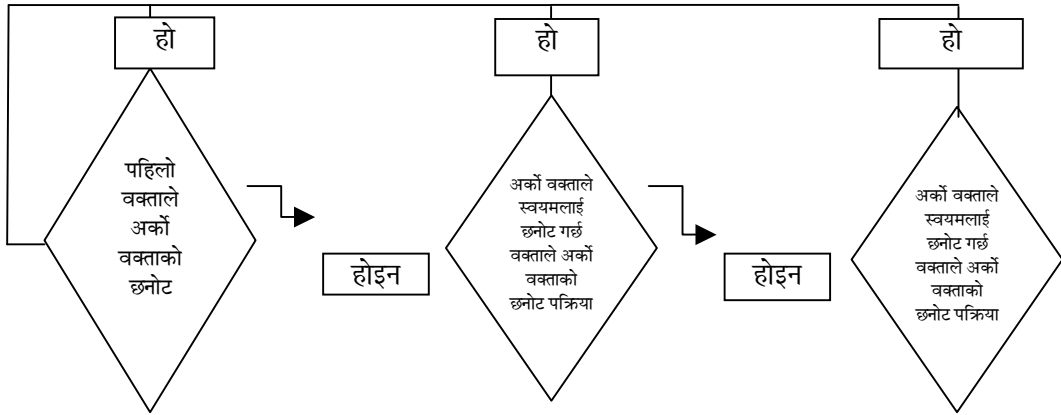 हो
हो
हो
पहिलो
वक्ताले
अर्को
वक्ताको
छनोट
होइन
अर्को वक्ताले
स्वयमलाई
छनोट गर्छ
वक्ताले अर्को
वक्ताको
छनोट पक्रिया
होइन
अर्को वक्ताले
स्वयमलाई
छनोट गर्छ
वक्ताले अर्को
वक्ताको
छनोट पक्रिया